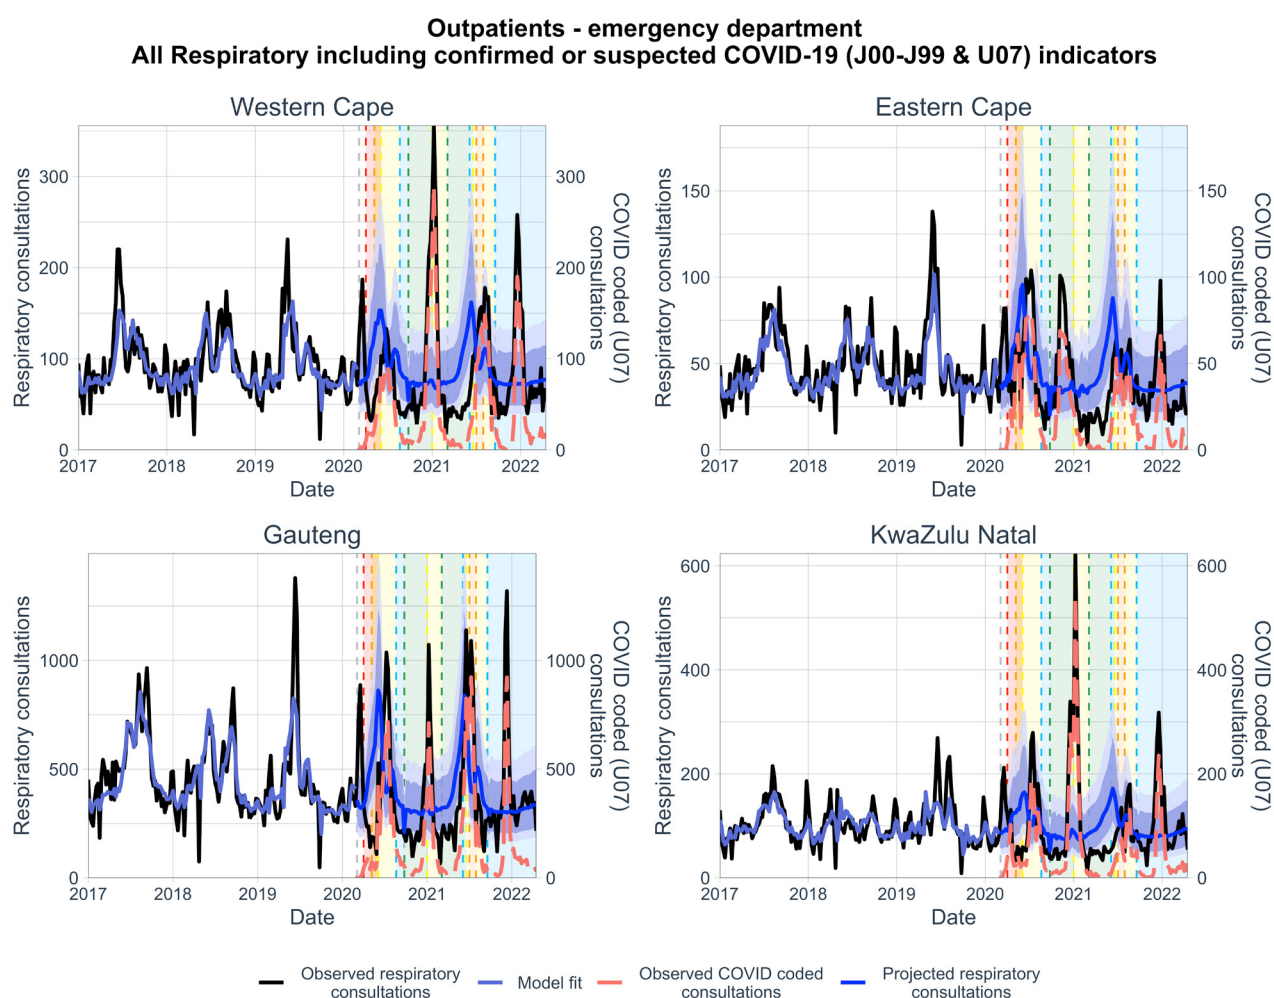 Outpatients - emergency department
All Respiratory including confirmed or suspected COVID-19 (J00-J99 & U07) indicators
Western Cape
Respiratory consultations
300
200
100
0
300
200
100
0
COVID coded (U07)
consultations
2017 2018 2019 2020 2021 2022
Date
Eastern Cape
Respiratory consultations
150
100
50
0
150
100
50
0
COVID coded (U07)
consultations
2017 2018 2019 2020 2021 2022
Date
Gauteng
Respiratory consultations
1000
500
0
1000
500
0
COVID coded (U07)
consultations
2017 2018 2019 2020 2021 2022
Date
KwaZulu Natal
Respiratory consultations
600
400
200
0
600
400
200
0
COVID coded (U07)
consultations
2017 2018 2019 2020 2021 2022
Date
Observed respiratory
consultations
Model fit
Observed COVID coded
consultations
Projected respiratory
consultations